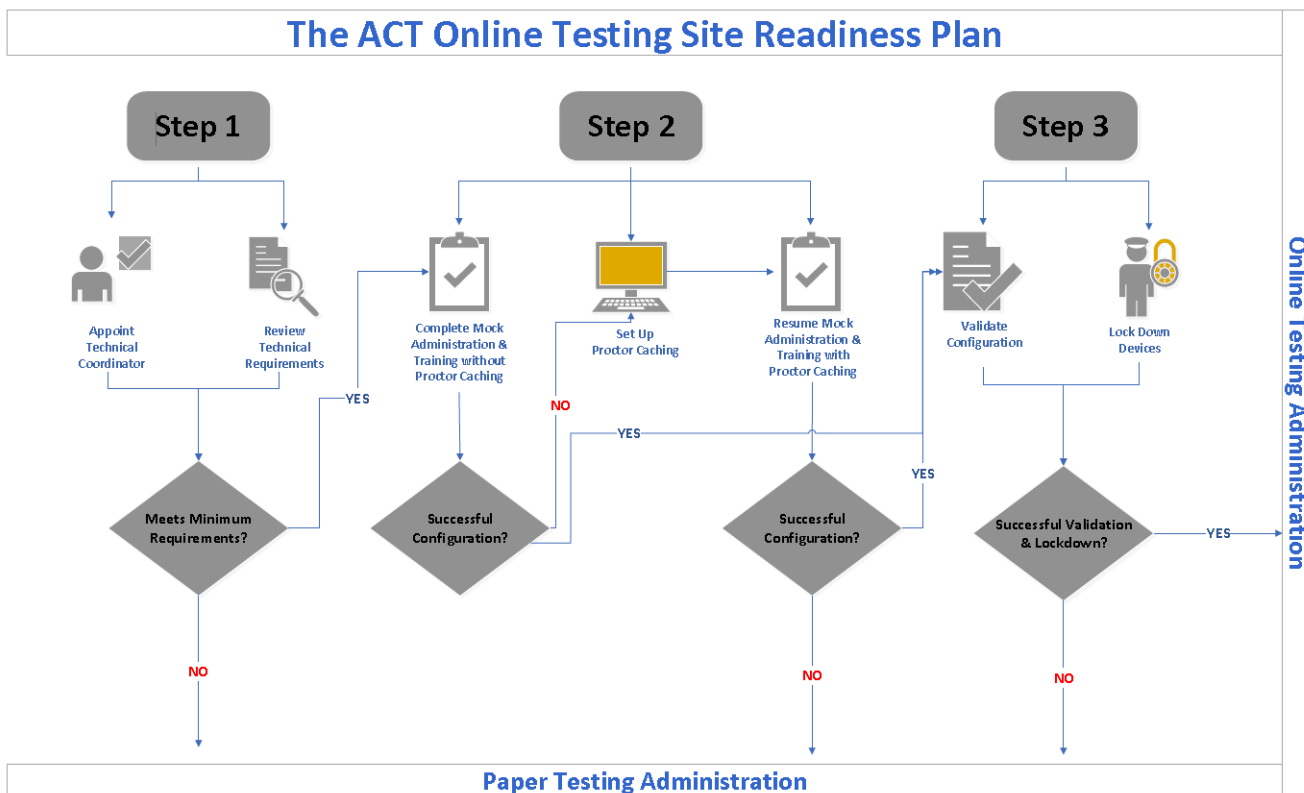 The ACT Online Testing Site Readiness Plan
Step 1
Step 2
Step 3
Appoint
Technical
Coordinator
Review
Technical
Requirements
Complete Mock
Administration &
Training without
Proctor Caching
Set Up
Proctor Caching
Resume Mock
Administration &
Training with
Proctor Caching
Validate
Configuration
Lock Down
Devices
YES
NO
YES
YES
Meets Minimum
Requirements?
Successful
Configuration?
Successful
Configuration?
Successful Validation
& Lockdown?
YES
NO
NO
NO
Paper Testing Administration
Online Testing Administration